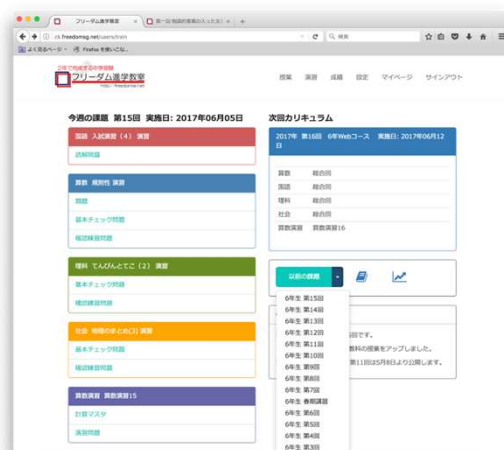 フリーダム進学教室
cs.freedomsg.net/users/train
検索
よく見るページ
Firefox を使いこな...
2年で完成する中学受験
フリーダム進学教室
授業 演習 成績 設定 マイページ サインアウト
今週の課題 第15回 実施日: 2017年06月05日
国語 入試演習（4） 演習
読解問題
算数 規則性 演習
例題
基本チェック問題
確認練習問題
理科 てんびんとてこ（2） 演習
基本チェック問題
確認練習問題
社会 地理のまとめ(3) 演習
基本チェック問題
確認練習問題
算数演習 算数演習15
計算マスタ
演習問題
次回カリキュラム
2017年 第16回 6年Webコース 実施日: 2017年06月12
日
算数 総合回
国語 総合回
理科 総合回
社会 総合回
算数演習 算数演習16
以前の課題
6年生 第15回
6年生 第14回
6年生 第13回
6年生 第12回
6年生 第11回
6年生 第10回
6年生 第9回
6年生 第8回
6年生 第7回
6年生 春期講習
6年生 第6回
6年生 第5回
6年生 第4回
6年生 第3回
回です。
教科の授業をアップしました。
第11回は5月8日より公開します。